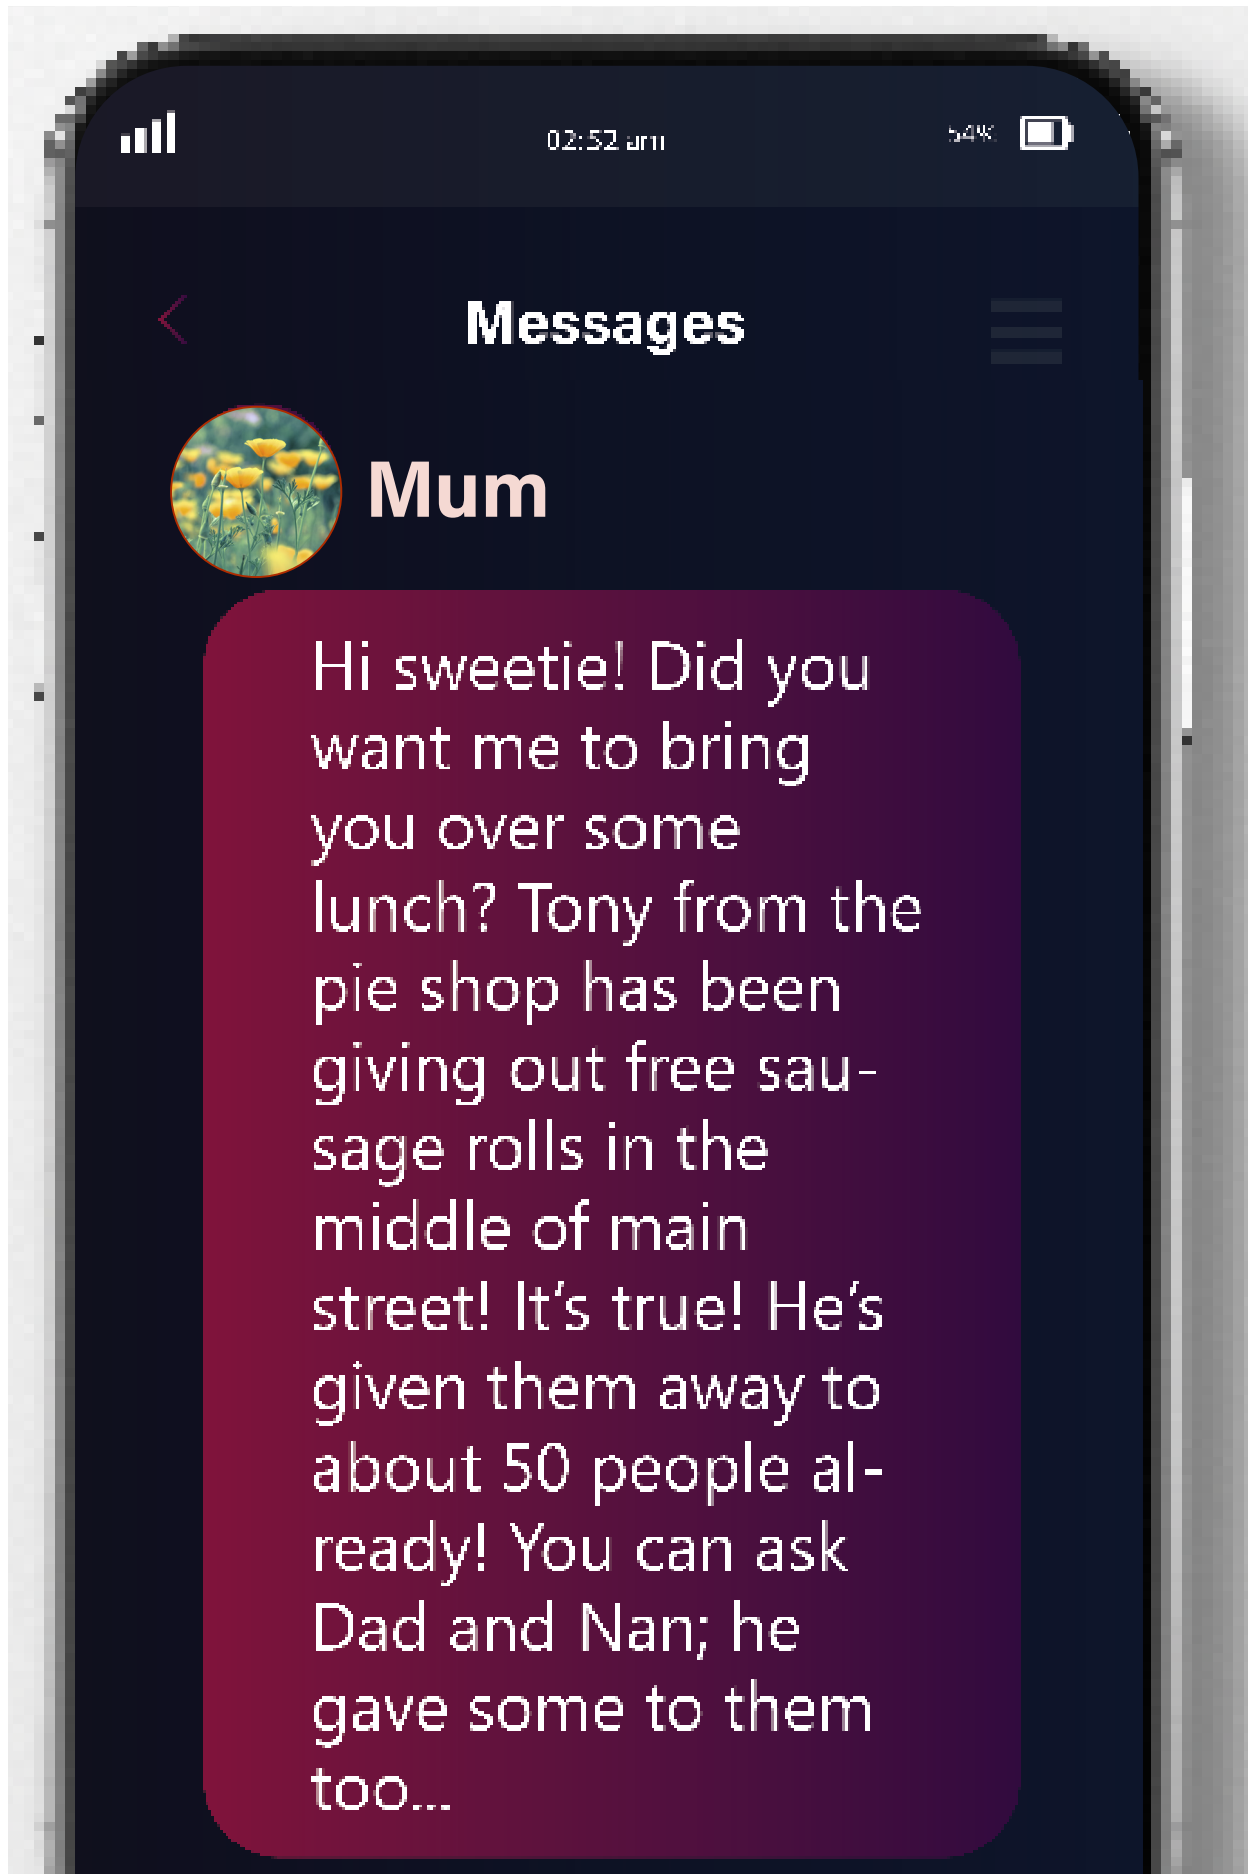 02:52 am
54%
Messages
Mum
Hi sweetie! Did you
want me to bring
you over some
lunch? Tony from the
pie shop has been
giving out free sau-
sage rolls in the
middle of main
street! It’s true! He’s
given them away to
about 50 people al-
ready! You can ask
Dad and Nan; he
gave some to them
too...